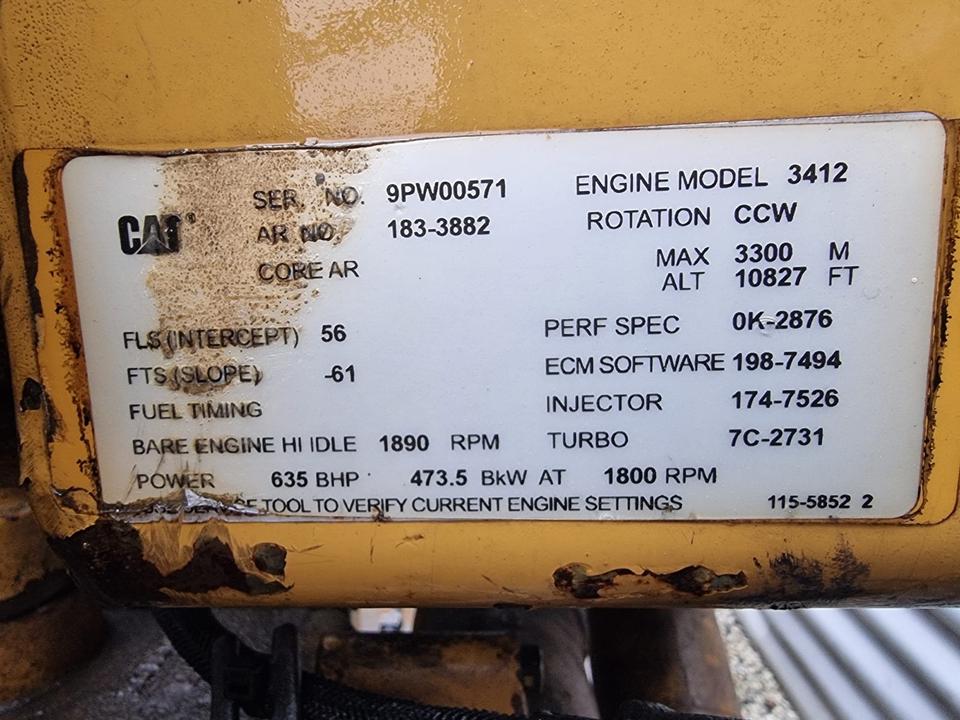 CAT®
SER. NO. 9PW00571
AR NO. 183-3882
CORE AR
ENGINE MODEL 3412
ROTATION CCW
MAX 3300 M
ALT 10827 FT
FLS (INTERCEPT) 56
FTS (SLOPE) -61
FUEL TIMING
PERF SPEC 0K-2876
ECM SOFTWARE 198-7494
INJECTOR 174-7526
BARE ENGINE HI IDLE 1890 RPM
TURBO 7C-2731
POWER 635 BHP 473.5 BkW AT 1800 RPM
TOOL TO VERIFY CURRENT ENGINE SETTINGS
115-5852 2